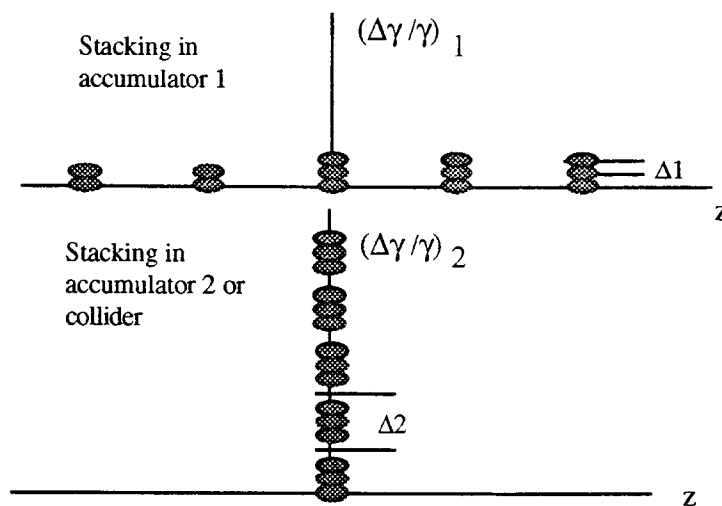 Stacking in
accumulator 1
(Δγ/γ) 1
Δ1
z
Stacking in
accumulator 2 or
collider
(Δγ/γ) 2
Δ2
z